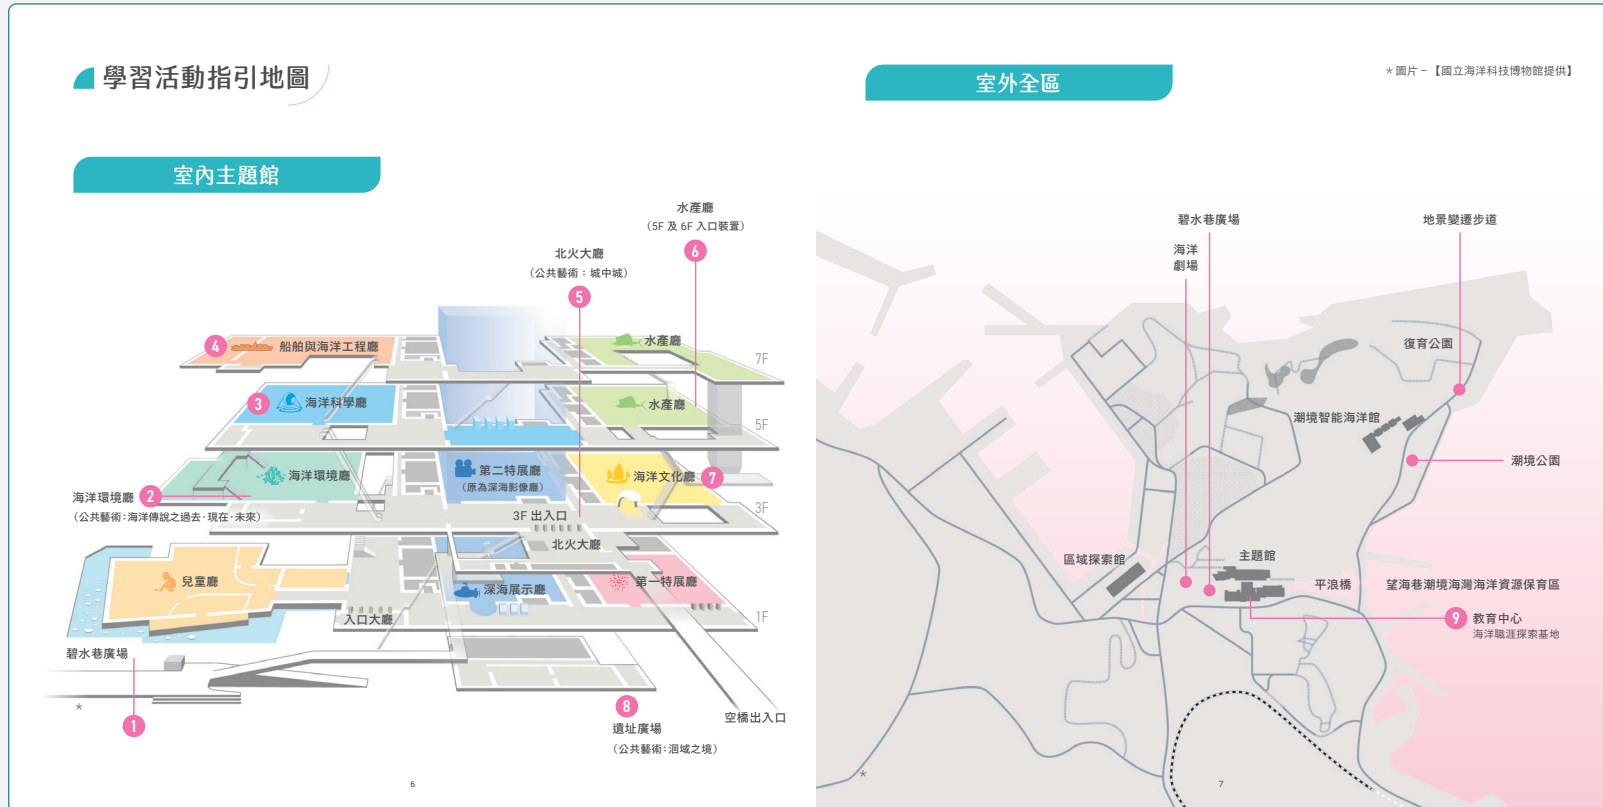 學習活動指引地圖
室內主題館
水產廳
(5F 及 6F 入口裝置)
6
北火大廳
(公共藝術：城中城)
5
4
船舶與海洋工程廳
水產廳
7F
3
海洋科學廳
水產廳
5F
海洋環境廳
第二特展廳
(原為深海影像廳)
海洋文化廳
7
海洋環境廳
2
(公共藝術:海洋傳說之過去·現在·未來)
3F
3F 出入口
北火大廳
兒童廳
深海展示廳
第一特展廳
入口大廳
1F
碧水巷廣場
*
1
8
遺址廣場
(公共藝術:洄域之境)
空橋出入口
6
室外全區
*圖片－【國立海洋科技博物館提供】
碧水巷廣場
地景變遷步道
海洋
劇場
復育公園
潮境智能海洋館
潮境公園
區域探索館
主題館
平浪橋
望海巷潮境海灣海洋資源保育區
9
教育中心
海洋職涯探索基地
*
7